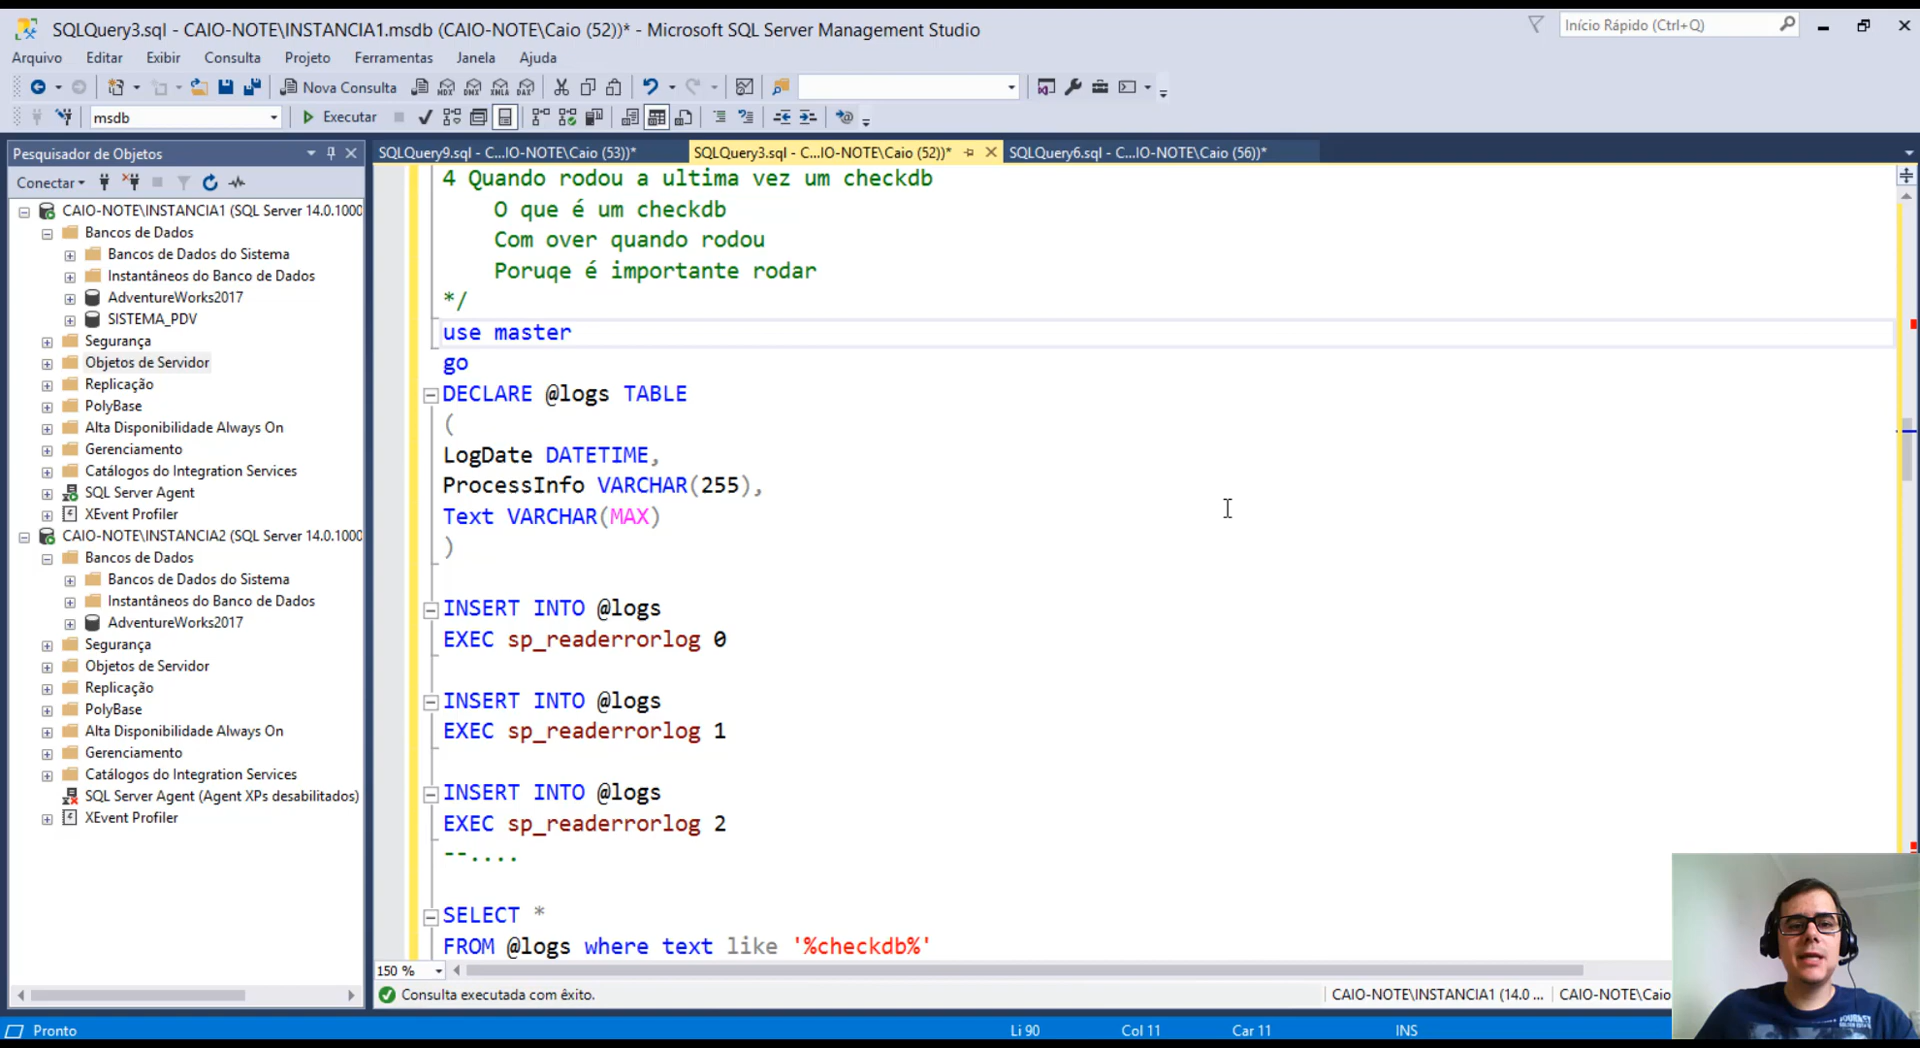 SQLQuery3.sql - CAIO-NOTE\INSTANCIA1.msdb (CAIO-NOTE\Caio (52))* - Microsoft SQL Server Management Studio
Início Rápido (Ctrl+Q)
Arquivo Editar Exibir Consulta Projeto Ferramentas Janela Ajuda
Nova Consulta MDX DMX XMLA DAX
msdb Executar
Pesquisador de Objetos
SQLQuery9.sql - C...IO-NOTE\Caio (53))* SQLQuery3.sql - C...IO-NOTE\Caio (52))* SQLQuery6.sql - C...IO-NOTE\Caio (56))*
Conectar
CAIO-NOTE\INSTANCIA1 (SQL Server 14.0.1000
Bancos de Dados
Bancos de Dados do Sistema
Instantâneos do Banco de Dados
AdventureWorks2017
SISTEMA_PDV
Segurança
Objetos de Servidor
Replicação
PolyBase
Alta Disponibilidade Always On
Gerenciamento
Catálogos do Integration Services
SQL Server Agent
XEvent Profiler
CAIO-NOTE\INSTANCIA2 (SQL Server 14.0.1000
Bancos de Dados
Bancos de Dados do Sistema
Instantâneos do Banco de Dados
AdventureWorks2017
Segurança
Objetos de Servidor
Replicação
PolyBase
Alta Disponibilidade Always On
Gerenciamento
Catálogos do Integration Services
SQL Server Agent (Agent XPs desabilitados)
XEvent Profiler
4 Quando rodou a ultima vez um checkdb
O que é um checkdb
Com over quando rodou
Poruqe é importante rodar
*/
use master
go
DECLARE @logs TABLE
(
LogDate DATETIME,
ProcessInfo VARCHAR(255),
Text VARCHAR(MAX)
)
INSERT INTO @logs
EXEC sp_readerrorlog 0
INSERT INTO @logs
EXEC sp_readerrorlog 1
INSERT INTO @logs
EXEC sp_readerrorlog 2
--....
SELECT *
FROM @logs where text like '%checkdb%'
150 %
Consulta executada com êxito. CAIO-NOTE\INSTANCIA1 (14.0 ... CAIO-NOTE\Caio
Pronto Li 90 Col 11 Car 11 INS